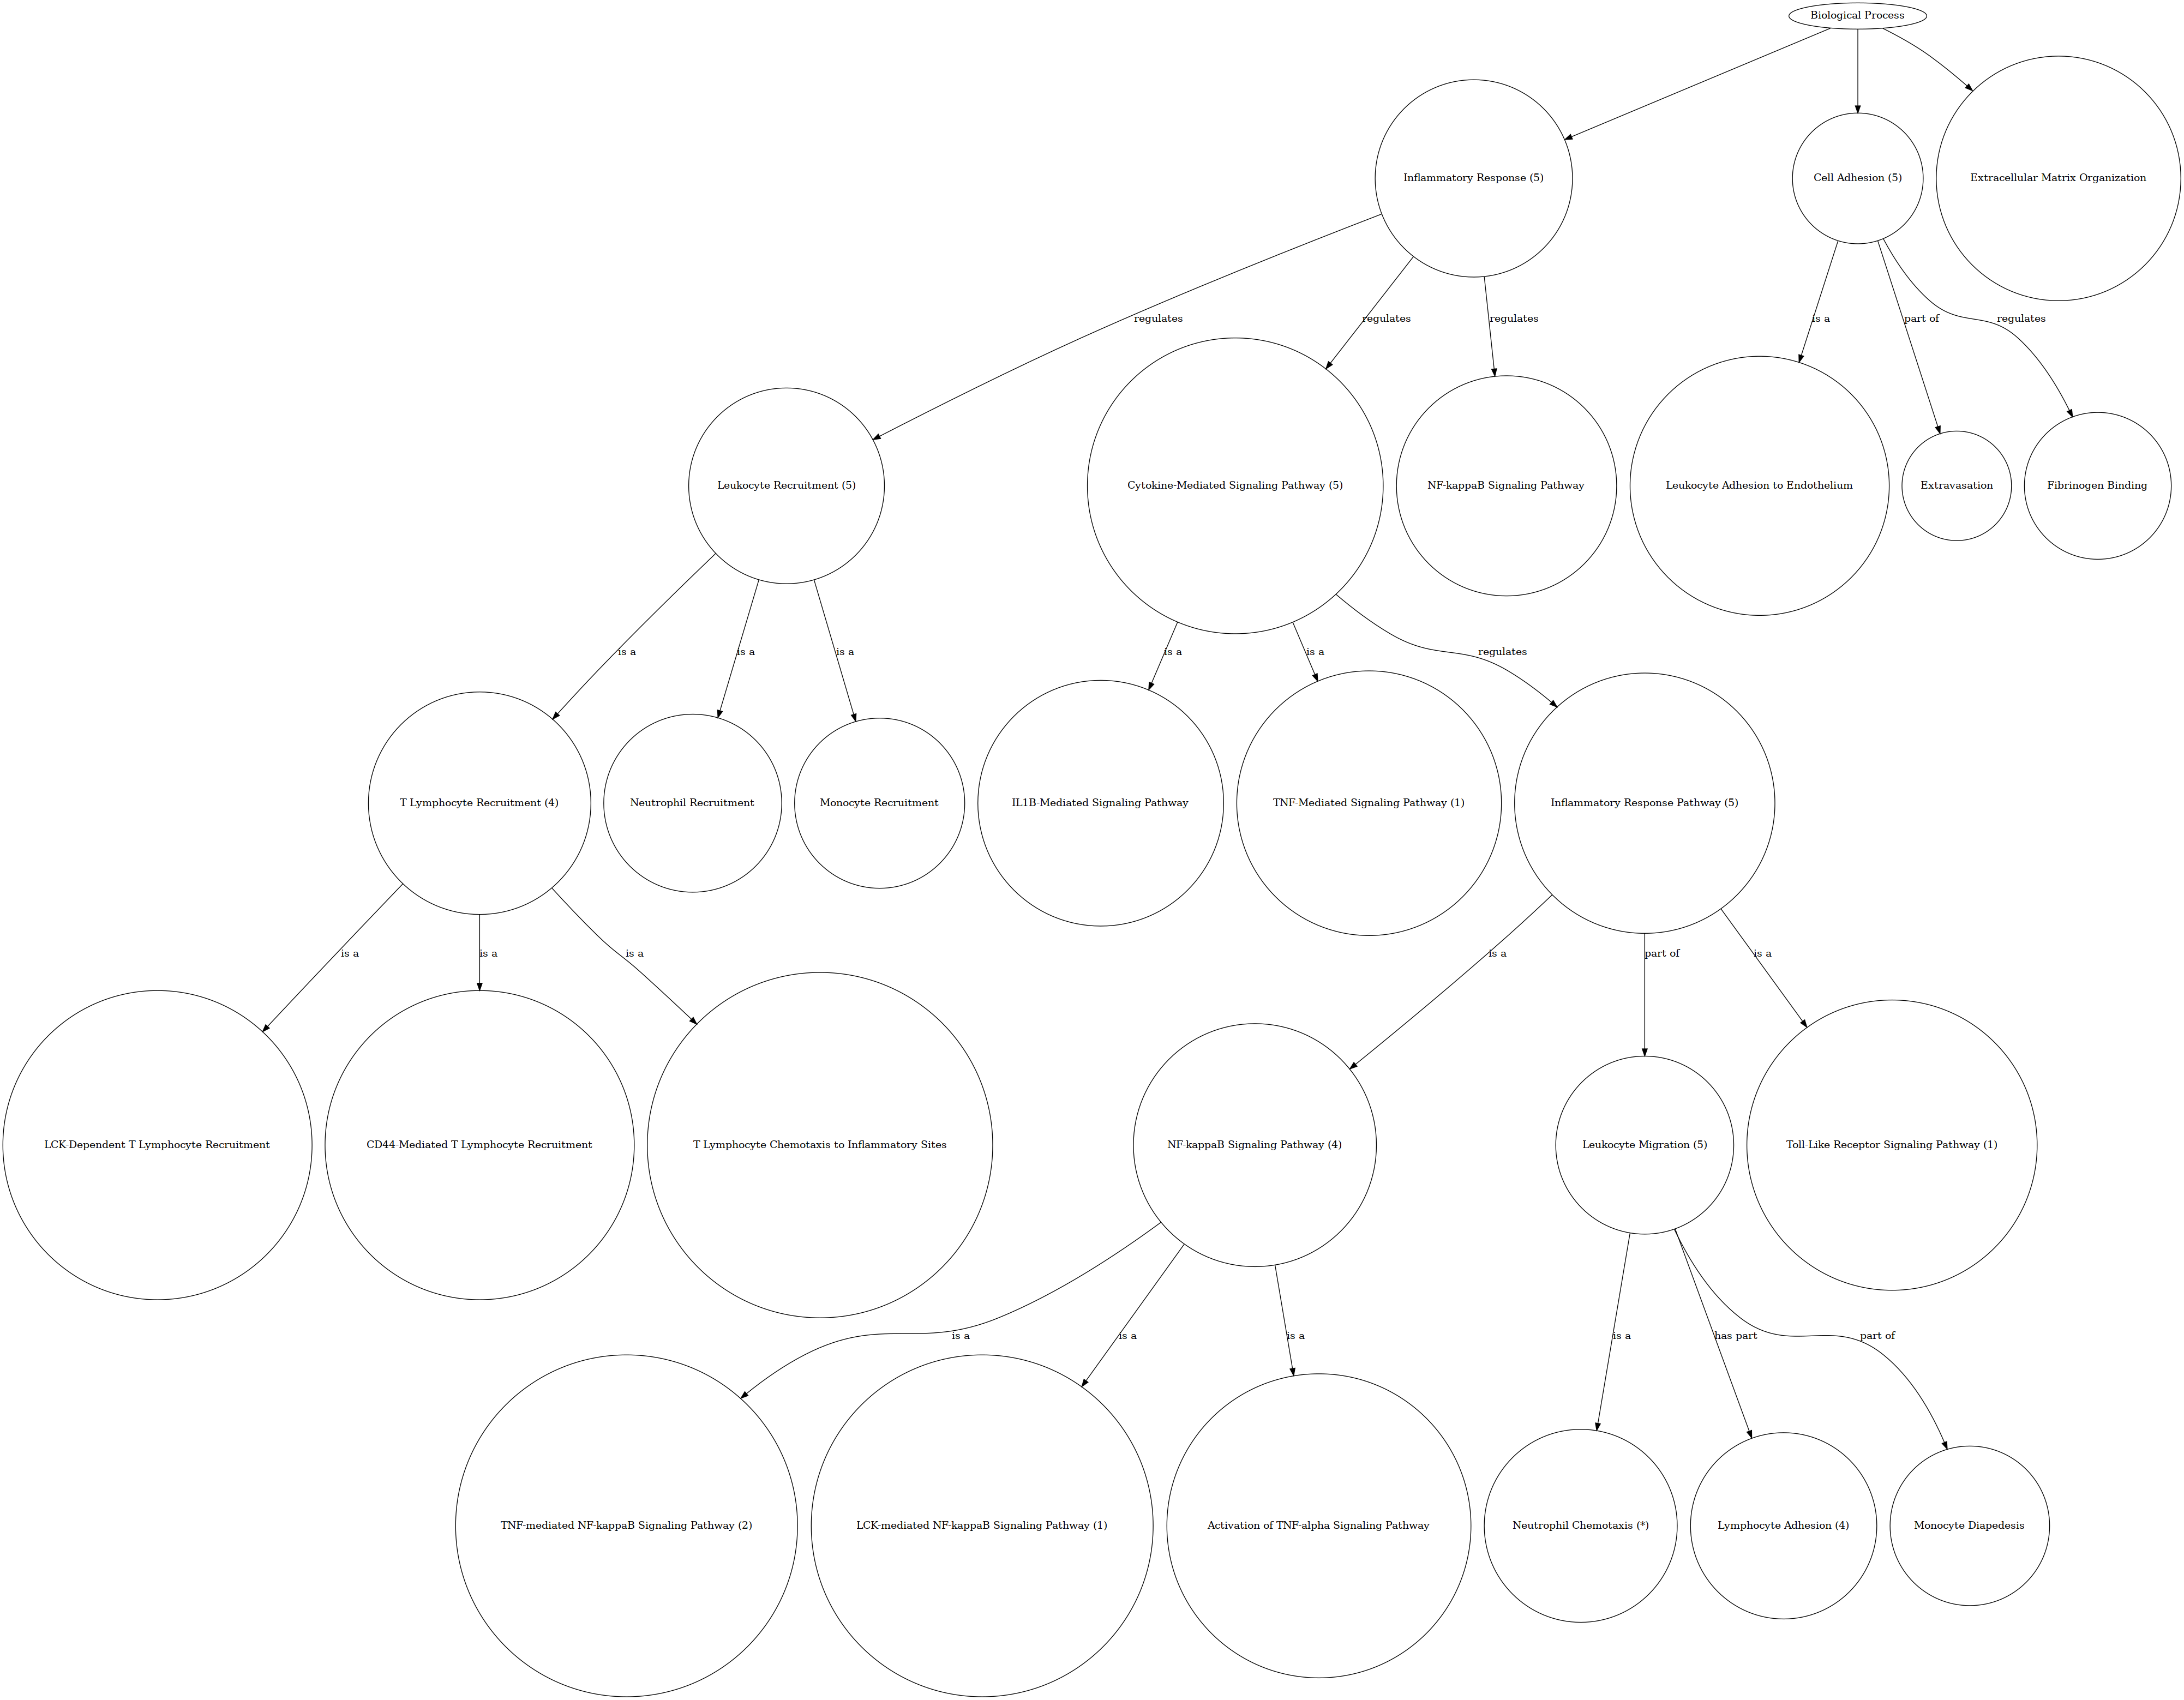 Biological Process
Inflammatory Response (5)
Cell Adhesion (5)
Extracellular Matrix Organization
regulates
regulates
regulates
is a
part of
regulates
Leukocyte Recruitment (5)
Cytokine-Mediated Signaling Pathway (5)
NF-kappaB Signaling Pathway
Leukocyte Adhesion to Endothelium
Extravasation
Fibrinogen Binding
is a
is a
is a
is a
is a
regulates
T Lymphocyte Recruitment (4)
Neutrophil Recruitment
Monocyte Recruitment
IL1B-Mediated Signaling Pathway
TNF-Mediated Signaling Pathway (1)
Inflammatory Response Pathway (5)
is a
is a
is a
is a
part of
is a
LCK-Dependent T Lymphocyte Recruitment
CD44-Mediated T Lymphocyte Recruitment
T Lymphocyte Chemotaxis to Inflammatory Sites
NF-kappaB Signaling Pathway (4)
Leukocyte Migration (5)
Toll-Like Receptor Signaling Pathway (1)
is a
is a
is a
is a
has part
part of
TNF-mediated NF-kappaB Signaling Pathway (2)
LCK-mediated NF-kappaB Signaling Pathway (1)
Activation of TNF-alpha Signaling Pathway
Neutrophil Chemotaxis (*)
Lymphocyte Adhesion (4)
Monocyte Diapedesis